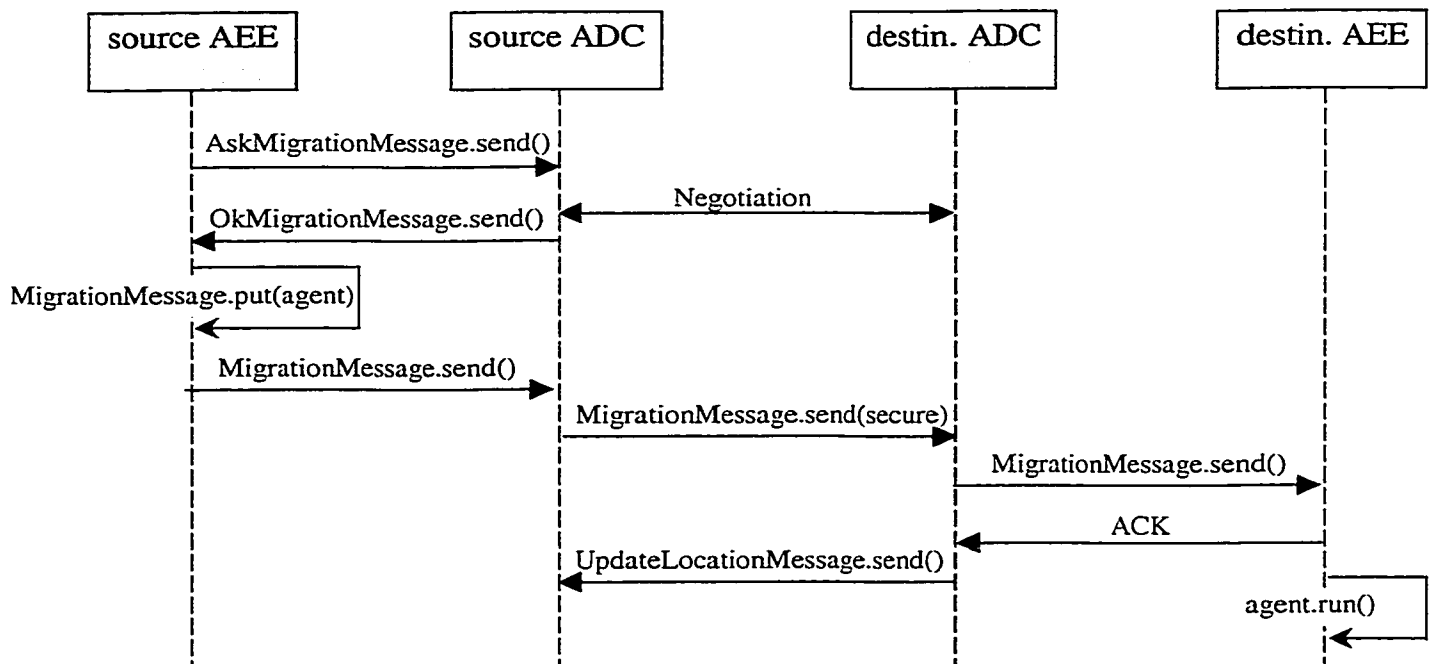 source AEE
source ADC
destin. ADC
destin. AEE
AskMigrationMessage.send()
Negotiation
OkMigrationMessage.send()
MigrationMessage.put(agent)
MigrationMessage.send()
MigrationMessage.send(secure)
MigrationMessage.send()
ACK
UpdateLocationMessage.send()
agent.run()